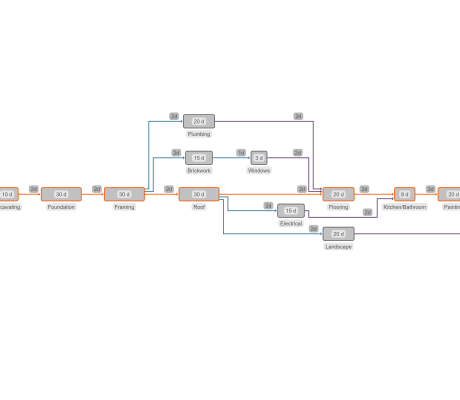 2d
20 d
2d
Plumbing
2d
15 d
1d
3 d
2d
Brickwork
Windows
10 d
2d
30 d
2d
30 d
2d
30 d
2d
20 d
2d
8 d
2d
20 d
cavating
Foundation
Framing
Roof
Flooring
Kitchen/Bathroom
Paintin
2d
15 d
2d
Electrical
2d
20 d
Landscape